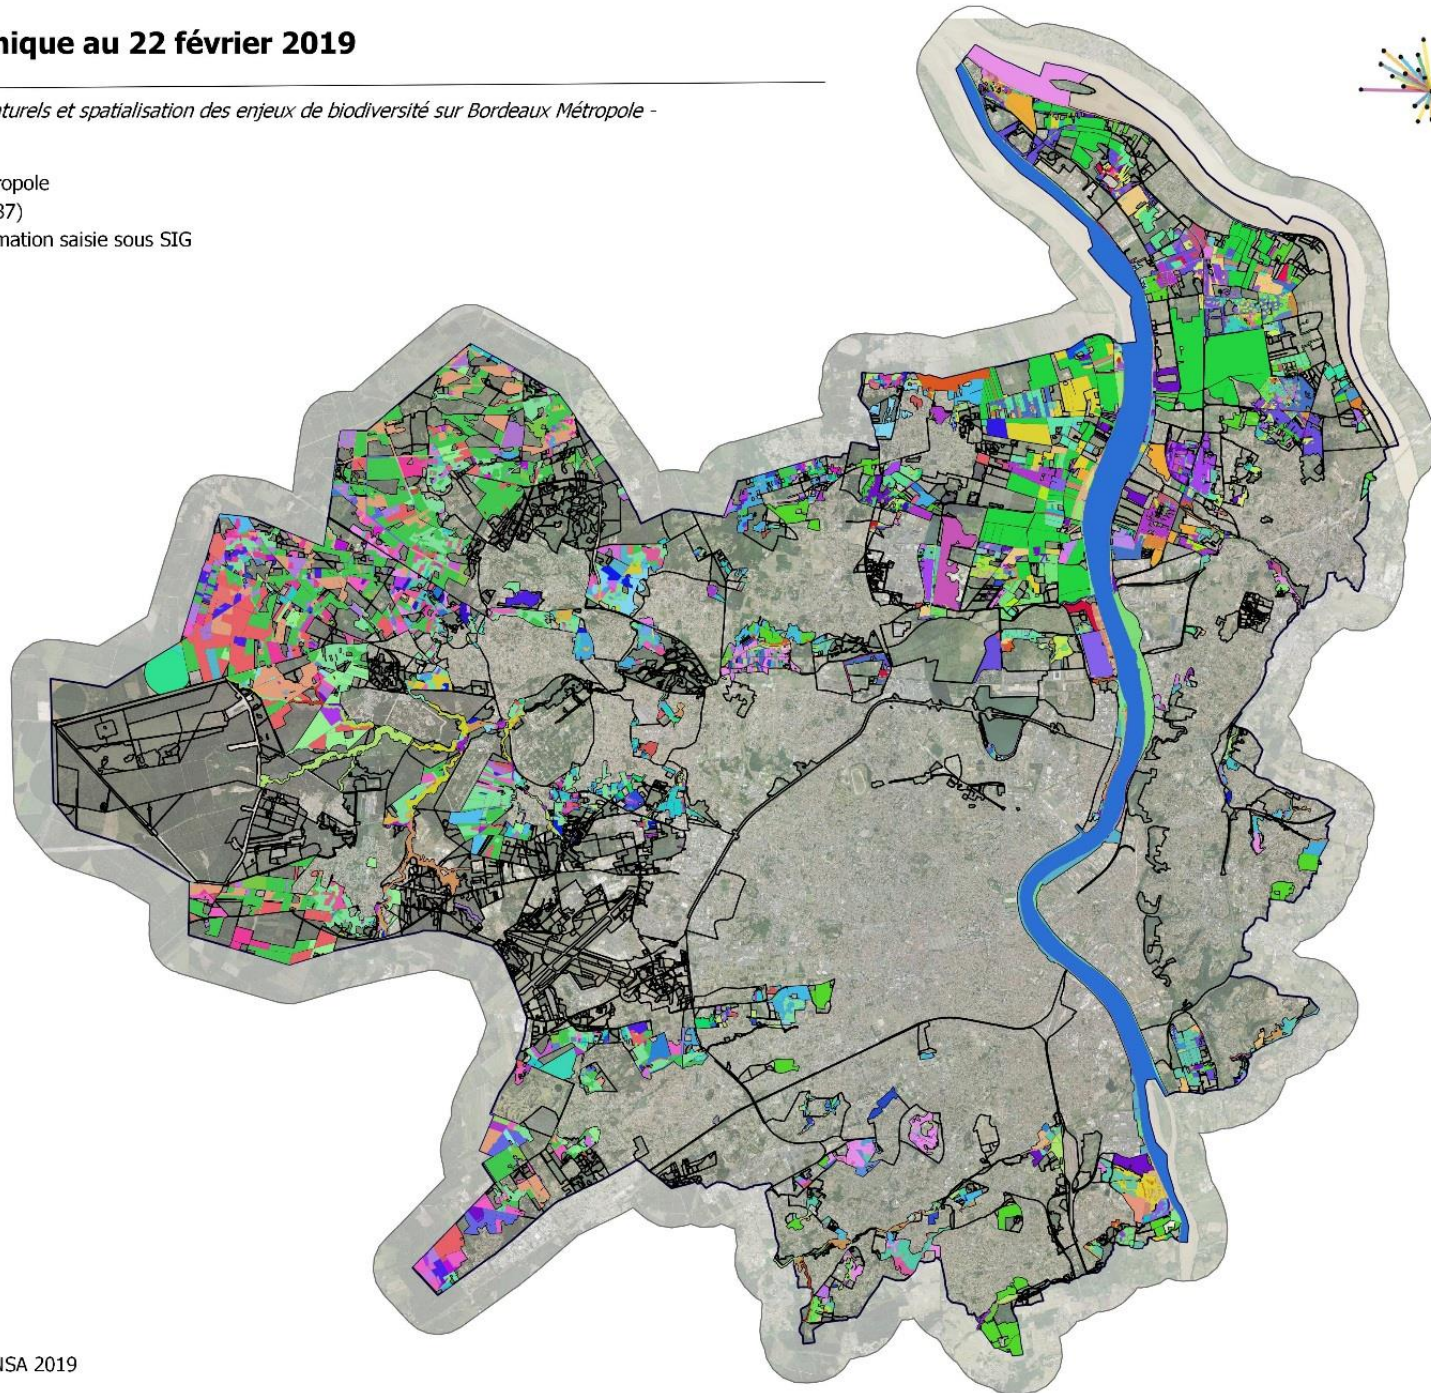 nique au 22 février 2019
turels et spatialisation des enjeux de biodiversité sur Bordeaux Métropole -
ropole
37)
mation saisie sous SIG
NSA 2019